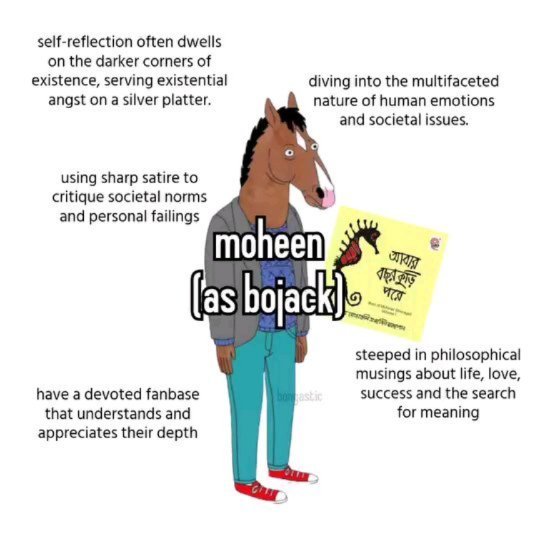 self-reflection often dwells
on the darker corners of
existence, serving existential
angst on a silver platter.
diving into the multifaceted
nature of human emotions
and societal issues.
using sharp satire to
critique societal norms
and personal failings
moheen
(as bojack)
আবার
বছর কুড়ি
পরে
steeped in philosophical
musings about life, love,
success and the search
for meaning
have a devoted fanbase
that understands and
appreciates their depth
bongastic